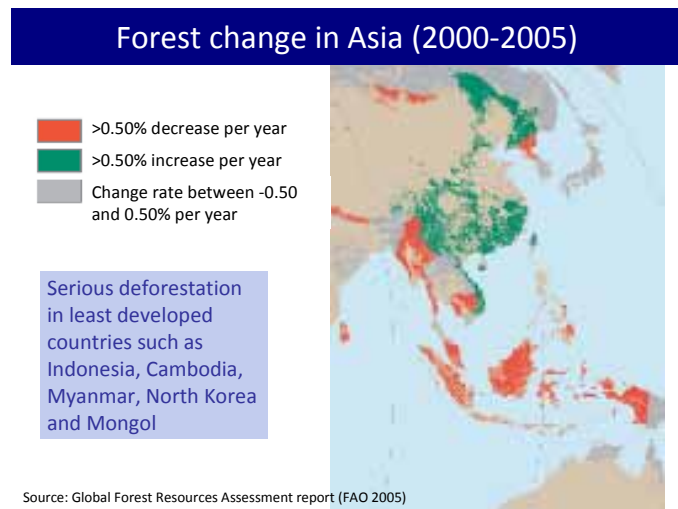 Forest change in Asia (2000-2005)
>0.50% decrease per year
>0.50% increase per year
Change rate between -0.50
and 0.50% per year
Serious deforestation
in least developed
countries such as
Indonesia, Cambodia,
Myanmar, North Korea
and Mongol
Source: Global Forest Resources Assessment report (FAO 2005)